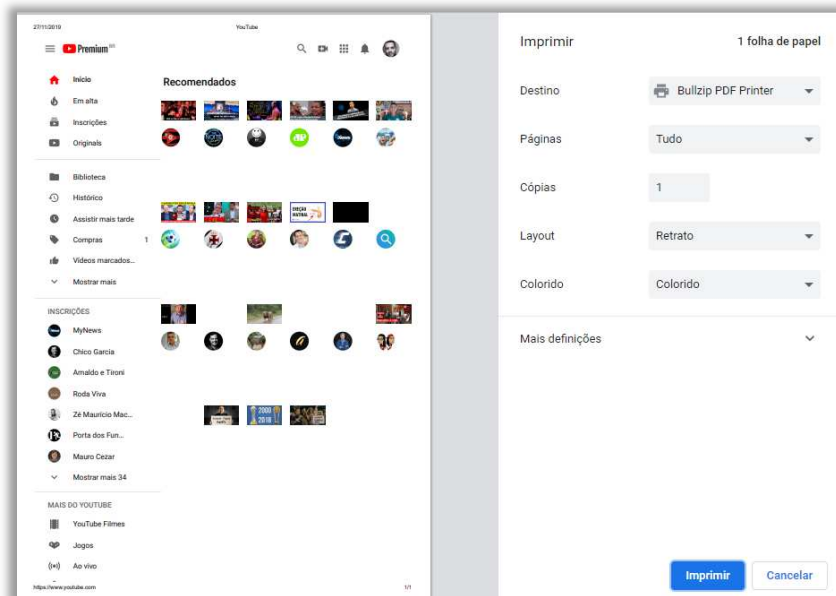 27/11/2019
YouTube
Premium BR
Início
Em alta
Inscrições
Originals
Biblioteca
Histórico
Assistir mais tarde
Compras 1
Vídeos marcados...
Mostrar mais
INSCRIÇÕES
MyNews
Chico Garcia
Arnaldo e Tironi
Roda Viva
Zé Maurício Mac...
Porta dos Fun...
Mauro Cezar
Mostrar mais 34
MAIS DO YOUTUBE
YouTube Filmes
Jogos
Ao vivo
Recomendados
2000
2018
https://www.youtube.com
1/1
Imprimir
1 folha de papel
Destino
Bullzip PDF Printer
Páginas
Tudo
Cópias
1
Layout
Retrato
Colorido
Colorido
Mais definições
Imprimir
Cancelar